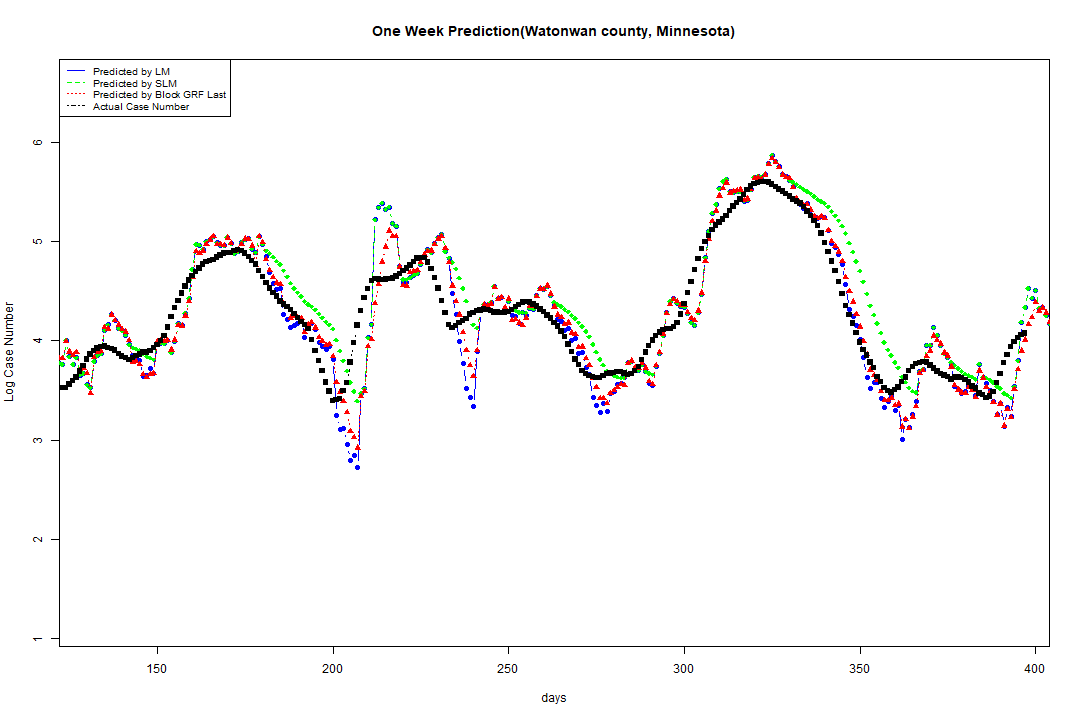 One Week Prediction(Watonwan county, Minnesota)
Predicted by LM
Predicted by SLM
Predicted by Block GRF Last
Actual Case Number
Log Case Number
6
5
4
3
2
1
150 200 250 300 350 400
days